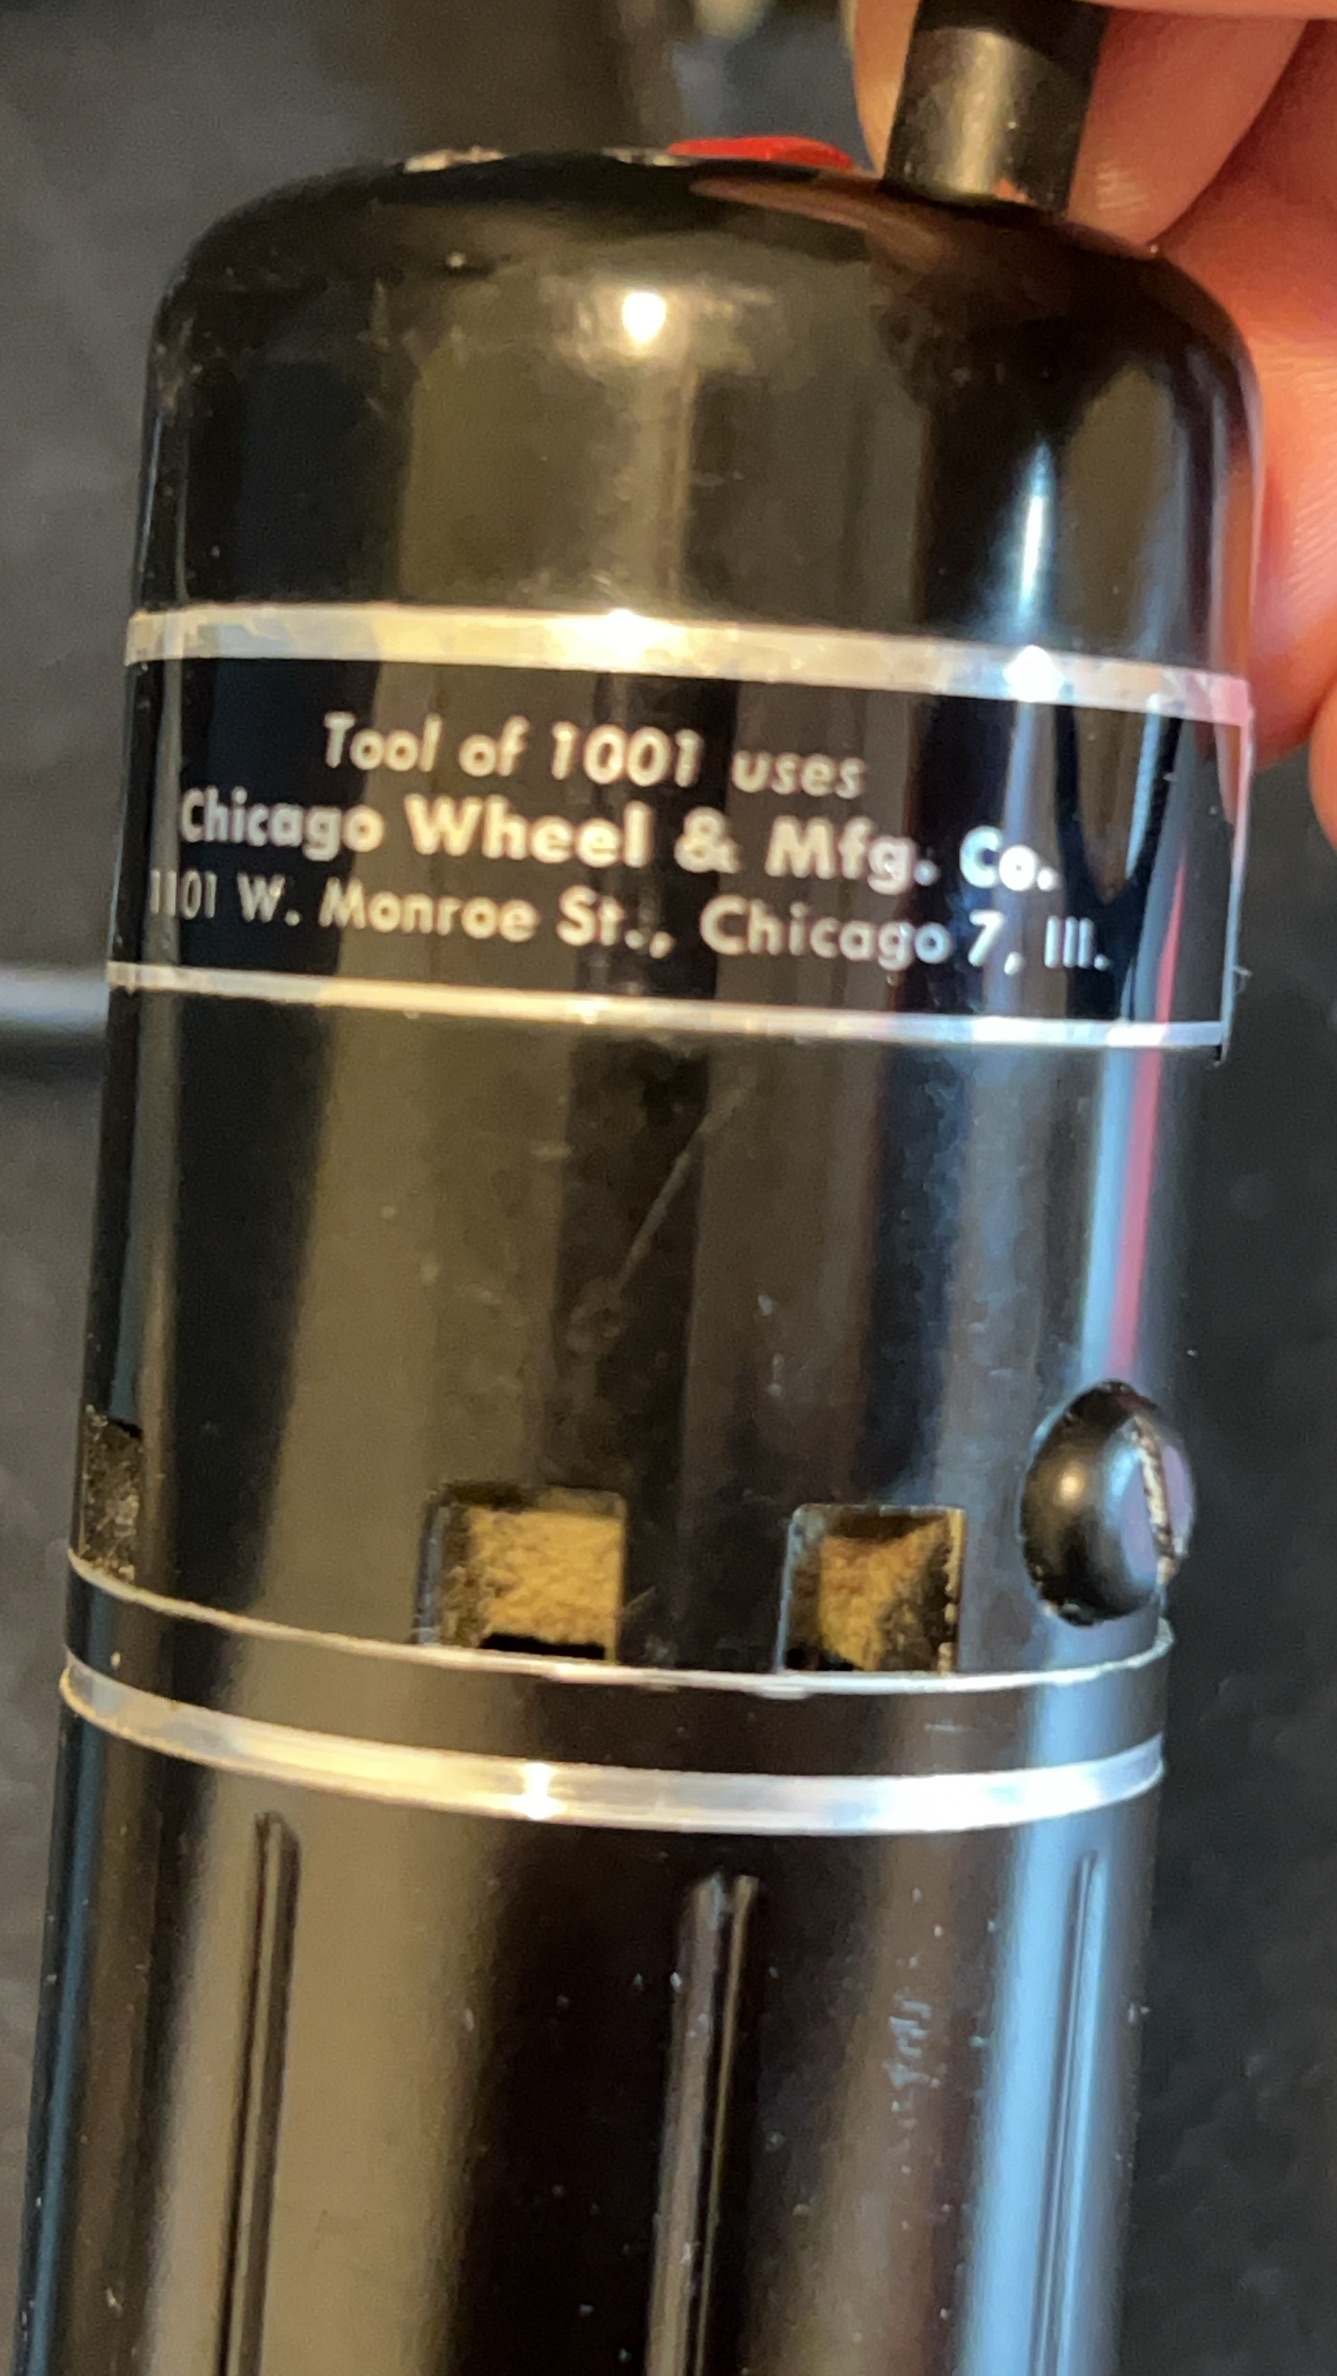 Tool of 1001 uses
Chicago Wheel & Mfg. Co.
1101 W. Monroe St., Chicago 7, Ill.